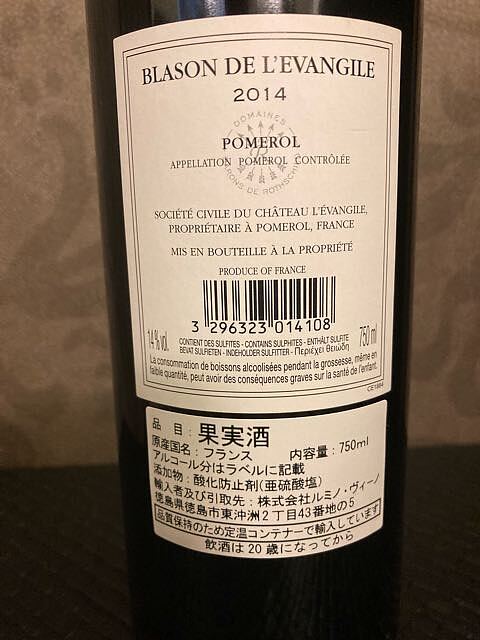 BLASON DE L'EVANGILE
2014
DOMAINES
POMEROL
APPELLATION POMEROL CONTRÔLÉE
BARONS DE ROTHSCHILD
SOCIÉTÉ CIVILE DU CHÂTEAU L'ÉVANGILE,
PROPRIÉTAIRE À POMEROL, FRANCE
MIS EN BOUTEILLE À LA PROPRIÉTÉ
PRODUCE OF FRANCE
3 296323 014108
14% vol.
CONTIENT DES SULFITES - CONTAINS SULPHITES - ENTHÄLT SULFITE
BEVAT SULFIETEN - INDEHOLDER SULFITTER - Περιέχει θειώδη
750 ml
La consommation de boissons alcoolisées pendant la grossesse, même en
faible quantité, peut avoir des conséquences graves sur la santé de l'enfant.
品 目:果実酒
原産国名:フランス 内容量:750ml
アルコール分はラベルに記載
添加物:酸化防止剤(亜硫酸塩)
輸入者及び引取先:株式会社ルミノ・ヴィーノ
徳島県徳島市東沖洲2丁目43番地の5
品質保持のため定温コンテナーで輸入しています
飲酒は20歳になってから